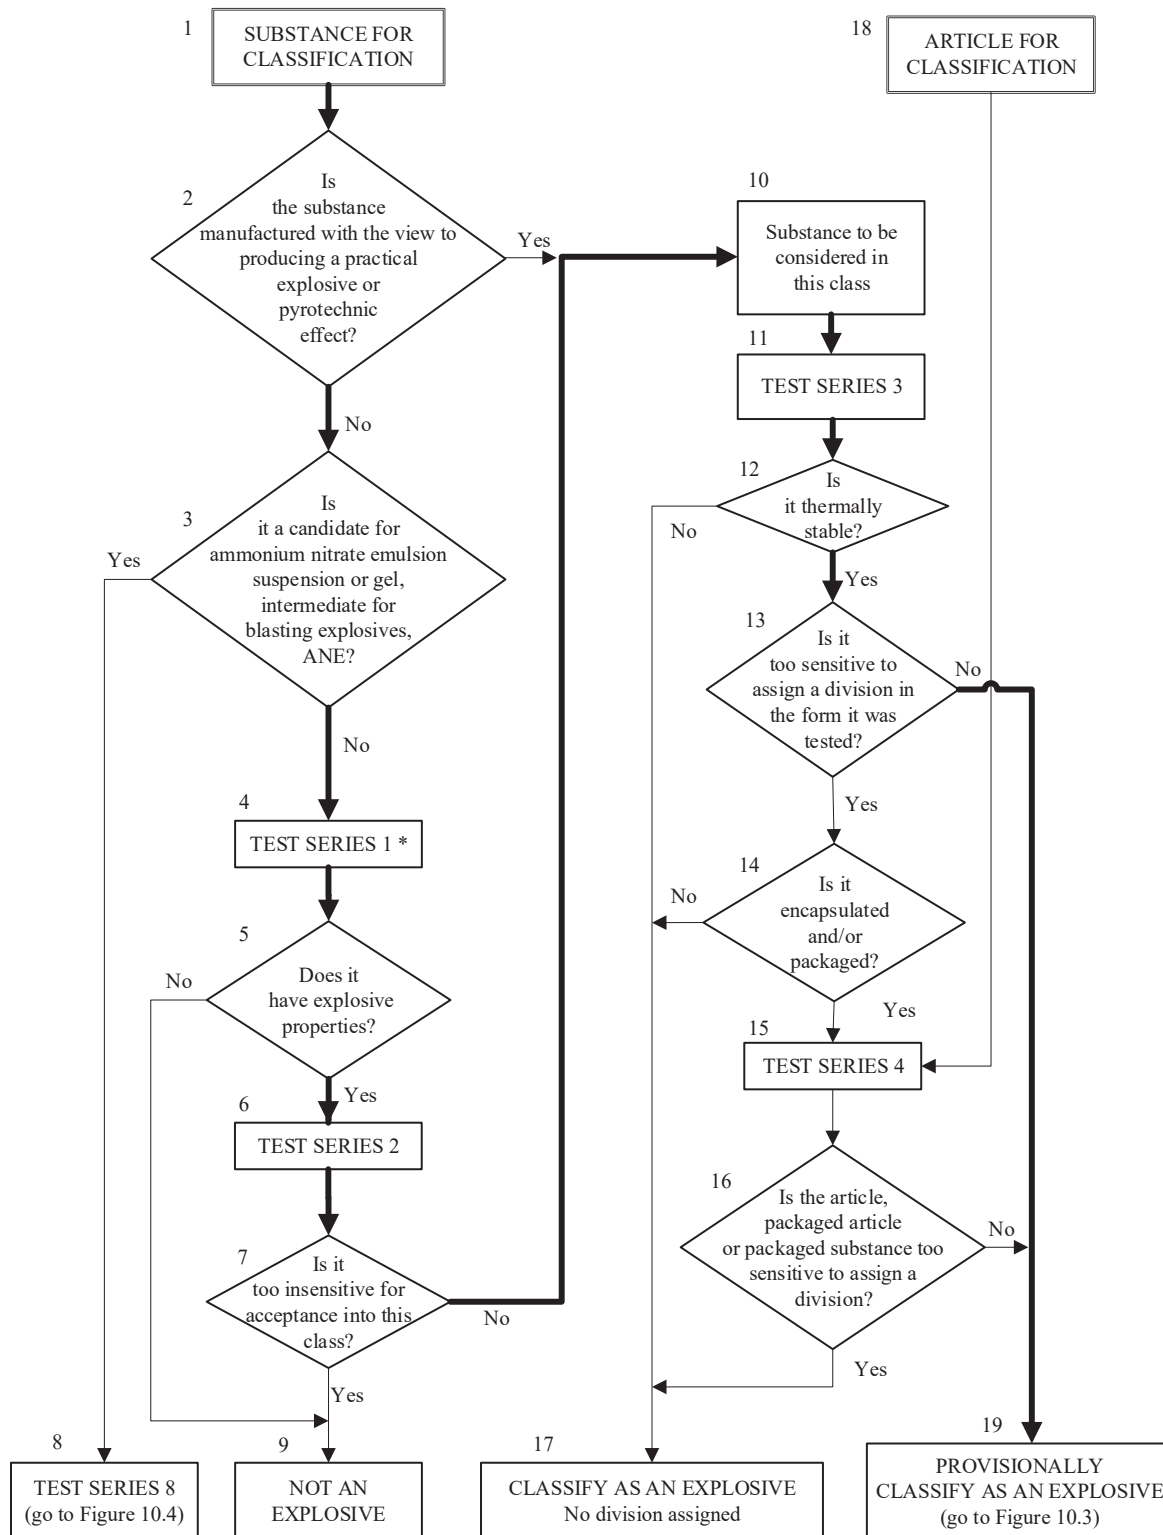 1
SUBSTANCE FOR
CLASSIFICATION
2
Is
the substance
manufactured with the view to
producing a practical
explosive or
pyrotechnic
effect?
Yes
No
3
Is
it a candidate for
ammonium nitrate emulsion
suspension or gel,
intermediate for
blasting explosives,
ANE?
Yes
No
4
TEST SERIES 1 *
5
Does it
have explosive
properties?
No
Yes
6
TEST SERIES 2
7
Is it
too insensitive for
acceptance into this
class?
No
Yes
8
TEST SERIES 8
(go to Figure 10.4)
9
NOT AN
EXPLOSIVE
10
Substance to be
considered in
this class
11
TEST SERIES 3
12
Is
it thermally
stable?
No
Yes
13
Is it
too sensitive to
assign a division in
the form it was
tested?
No
Yes
14
Is it
encapsulated
and/or
packaged?
No
Yes
15
TEST SERIES 4
16
Is the article,
packaged article
or packaged substance too
sensitive to assign a
division?
No
Yes
17
CLASSIFY AS AN EXPLOSIVE
No division assigned
18
ARTICLE FOR
CLASSIFICATION
19
PROVISIONALLY
CLASSIFY AS AN EXPLOSIVE
(go to Figure 10.3)